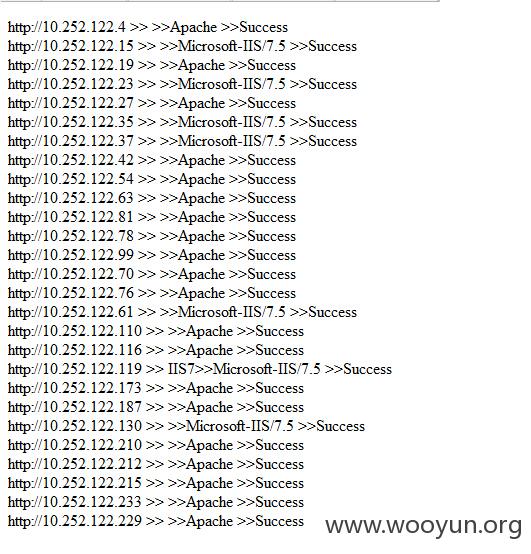 http://10.252.122.4 >> >>Apache >>Success
http://10.252.122.15 >> >>Microsoft-IIS/7.5 >>Success
http://10.252.122.19 >> >>Apache >>Success
http://10.252.122.23 >> >>Microsoft-IIS/7.5 >>Success
http://10.252.122.27 >> >>Apache >>Success
http://10.252.122.35 >> >>Microsoft-IIS/7.5 >>Success
http://10.252.122.37 >> >>Microsoft-IIS/7.5 >>Success
http://10.252.122.42 >> >>Apache >>Success
http://10.252.122.54 >> >>Apache >>Success
http://10.252.122.63 >> >>Apache >>Success
http://10.252.122.81 >> >>Apache >>Success
http://10.252.122.78 >> >>Apache >>Success
http://10.252.122.99 >> >>Apache >>Success
http://10.252.122.70 >> >>Apache >>Success
http://10.252.122.76 >> >>Apache >>Success
http://10.252.122.61 >> >>Microsoft-IIS/7.5 >>Success
http://10.252.122.110 >> >>Apache >>Success
http://10.252.122.116 >> >>Apache >>Success
http://10.252.122.119 >> IIS7>>Microsoft-IIS/7.5 >>Success
http://10.252.122.173 >> >>Apache >>Success
http://10.252.122.187 >> >>Apache >>Success
http://10.252.122.130 >> >>Microsoft-IIS/7.5 >>Success
http://10.252.122.210 >> >>Apache >>Success
http://10.252.122.212 >> >>Apache >>Success
http://10.252.122.215 >> >>Apache >>Success
http://10.252.122.233 >> >>Apache >>Success
http://10.252.122.229 >> >>Apache >>Success
www.wooyun.org